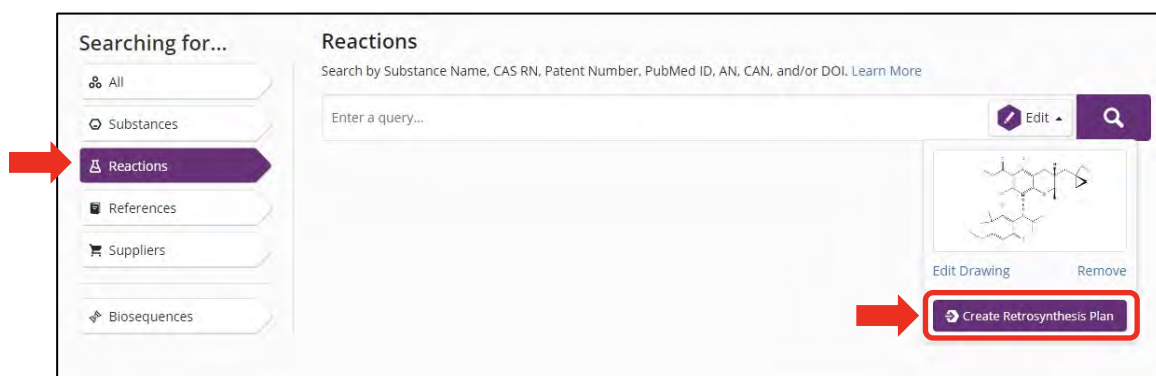 Searching for...
All
Substances
Reactions
References
Suppliers
Biosequences
Reactions
Search by Substance Name, CAS RN, Patent Number, PubMed ID, AN, CAN, and/or DOI. Learn More
Enter a query...
Edit
Edit Drawing Remove
Create Retrosynthesis Plan